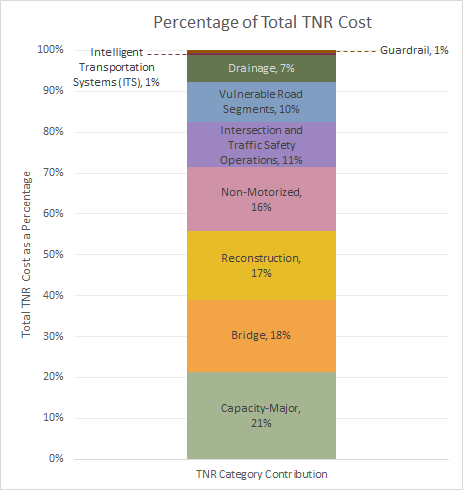 Percentage of Total TNR Cost
100%
90%
80%
70%
60%
50%
40%
30%
20%
10%
0%
Total TNR Cost as a Percentage
Intelligent
Transportation
Systems (ITS), 1%
Guardrail, 1%
Drainage, 7%
Vulnerable Road
Segments, 10%
Intersection and
Traffic Safety
Operations, 11%
Non-Motorized,
16%
Reconstruction,
17%
Bridge, 18%
Capacity-Major,
21%
TNR Category Contribution